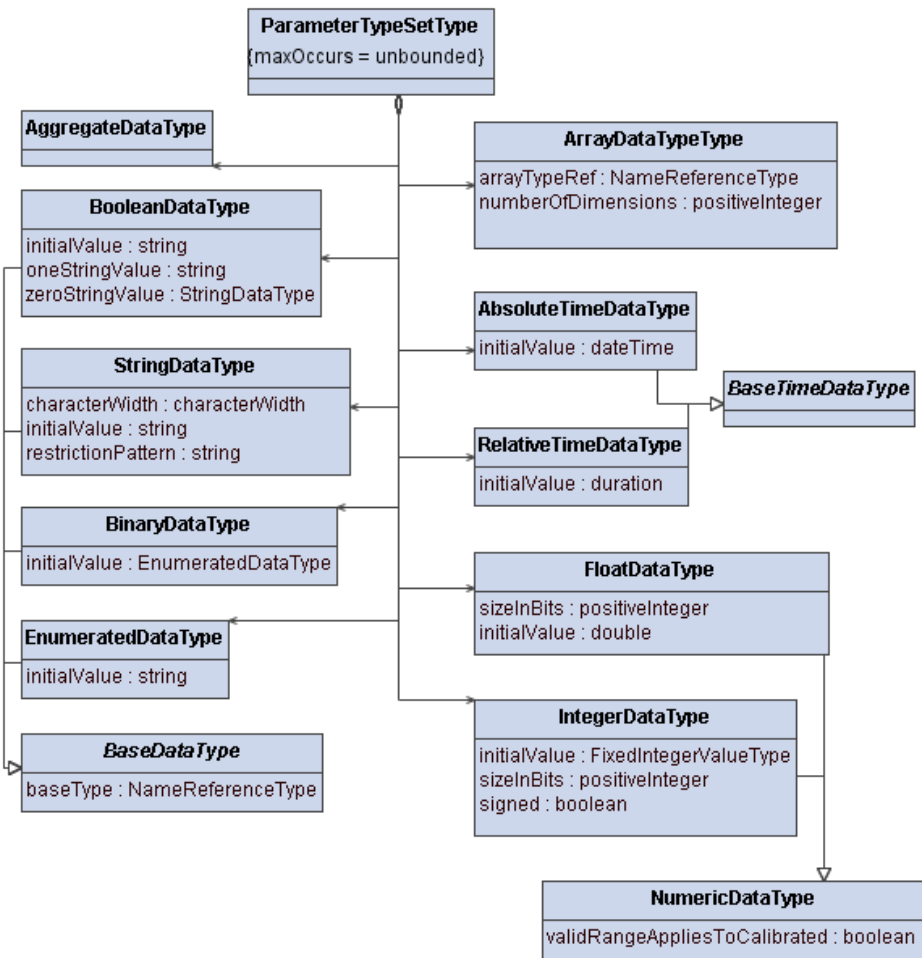 ParameterTypeSetType
{maxOccurs = unbounded}
AggregateDataType
ArrayDataTypeType
arrayTypeRef : NameReferenceType
numberOfDimensions : positiveInteger
BooleanDataType
initialValue : string
oneStringValue : string
zeroStringValue : StringDataType
AbsoluteTimeDataType
initialValue : dateTime
StringDataType
characterWidth : characterWidth
initialValue : string
restrictionPattern : string
BaseTimeDataType
RelativeTimeDataType
initialValue : duration
BinaryDataType
initialValue : EnumeratedDataType
FloatDataType
sizeInBits : positiveInteger
initialValue : double
EnumeratedDataType
initialValue : string
IntegerDataType
initialValue : FixedIntegerValueType
sizeInBits : positiveInteger
signed : boolean
BaseDataType
baseType : NameReferenceType
NumericDataType
validRangeAppliesToCalibrated : boolean